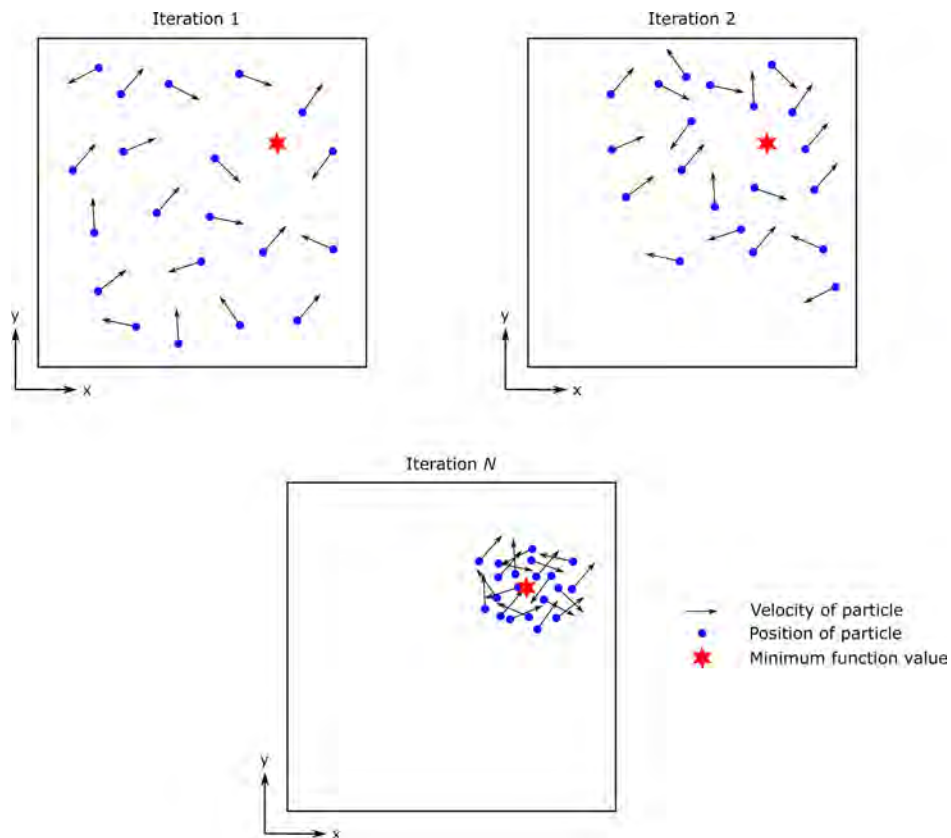 Iteration 1
Iteration 2
y
x
y
x
Iteration N
Velocity of particle
Position of particle
Minimum function value
y
x